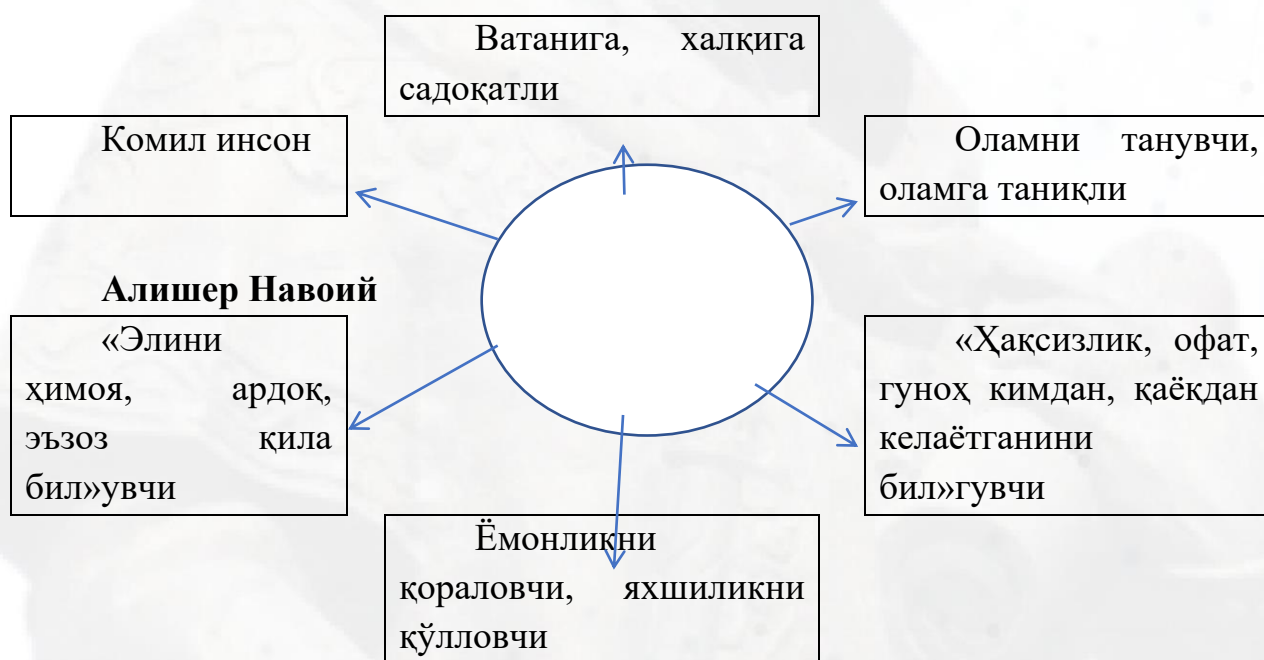 Ватанига, халқига
садоқатли
Комил инсон
Оламни танувчи,
оламга таниқли
Алишер Навоий
«Элини
ҳимоя, ардоқ,
эъзоз қила
бил»увчи
«Ҳақсизлик, офат,
гуноҳ кимдан, қаёқдан
келаётганини
бил»гувчи
Ёмонликни
қораловчи, яхшиликни
қўлловчи